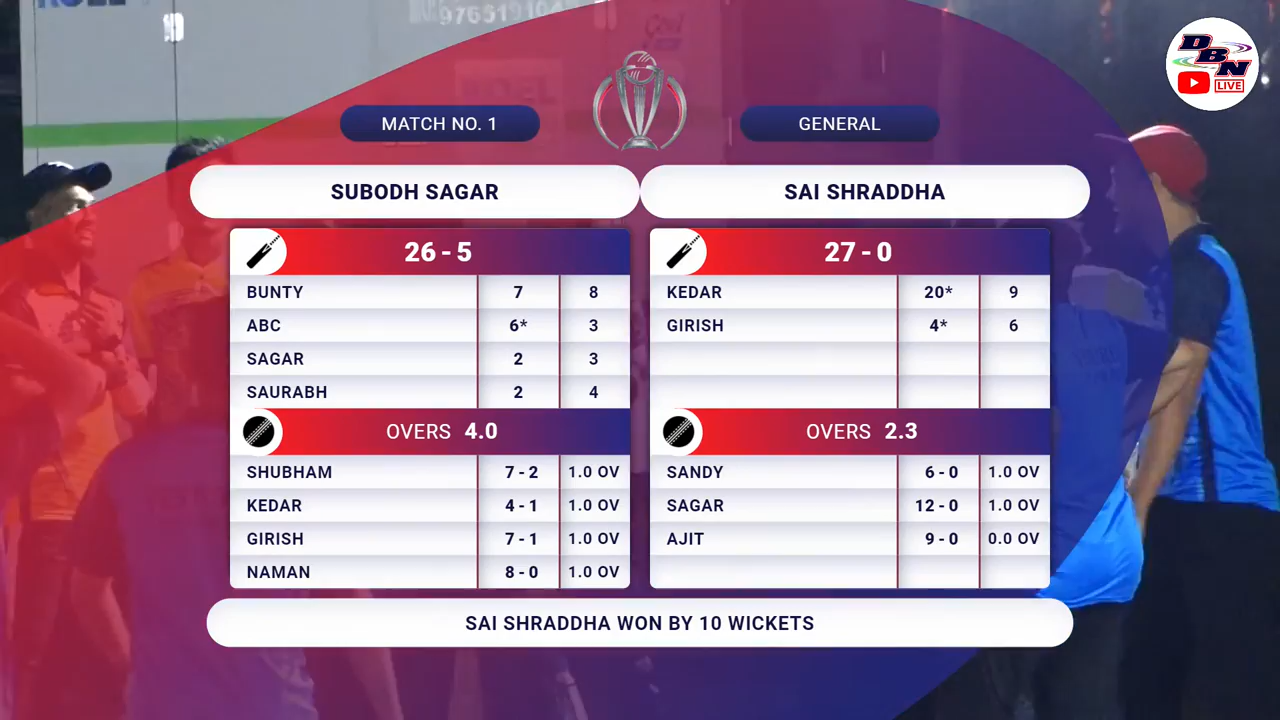 976519104
DBN
LIVE
MATCH NO. 1
GENERAL
SUBODH SAGAR
SAI SHRADDHA
26 - 5
BUNTY 7 8
ABC 6* 3
SAGAR 2 3
SAURABH 2 4
OVERS 4.0
SHUBHAM 7 - 2 1.0 OV
KEDAR 4 - 1 1.0 OV
GIRISH 7 - 1 1.0 OV
NAMAN 8 - 0 1.0 OV
27 - 0
KEDAR 20* 9
GIRISH 4* 6
OVERS 2.3
SANDY 6 - 0 1.0 OV
SAGAR 12 - 0 1.0 OV
AJIT 9 - 0 0.0 OV
SAI SHRADDHA WON BY 10 WICKETS